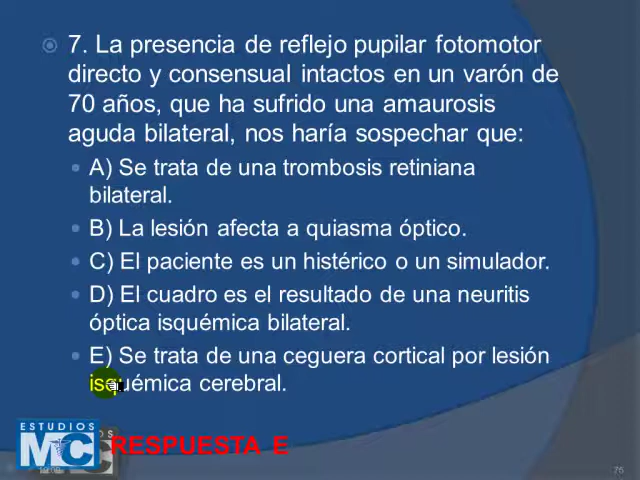 7. La presencia de reflejo pupilar fotomotor
directo y consensual intactos en un varón de
70 años, que ha sufrido una amaurosis
aguda bilateral, nos haría sospechar que:
A) Se trata de una trombosis retiniana
bilateral.
B) La lesión afecta a quiasma óptico.
C) El paciente es un histérico o un simulador.
D) El cuadro es el resultado de una neuritis
óptica isquémica bilateral.
E) Se trata de una ceguera cortical por lesión
isquémica cerebral.
ESTUDIOS
MC
RESPUESTA E